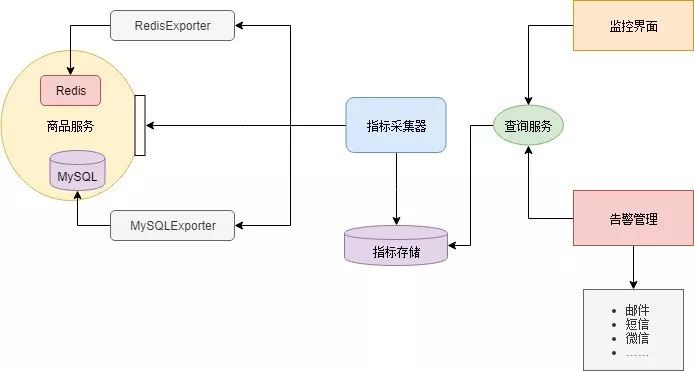 RedisExporter
监控界面
Redis
商品服务
指标采集器
查询服务
MySQL
MySQLExporter
告警管理
指标存储
• 邮件
• 短信
• 微信
• ……